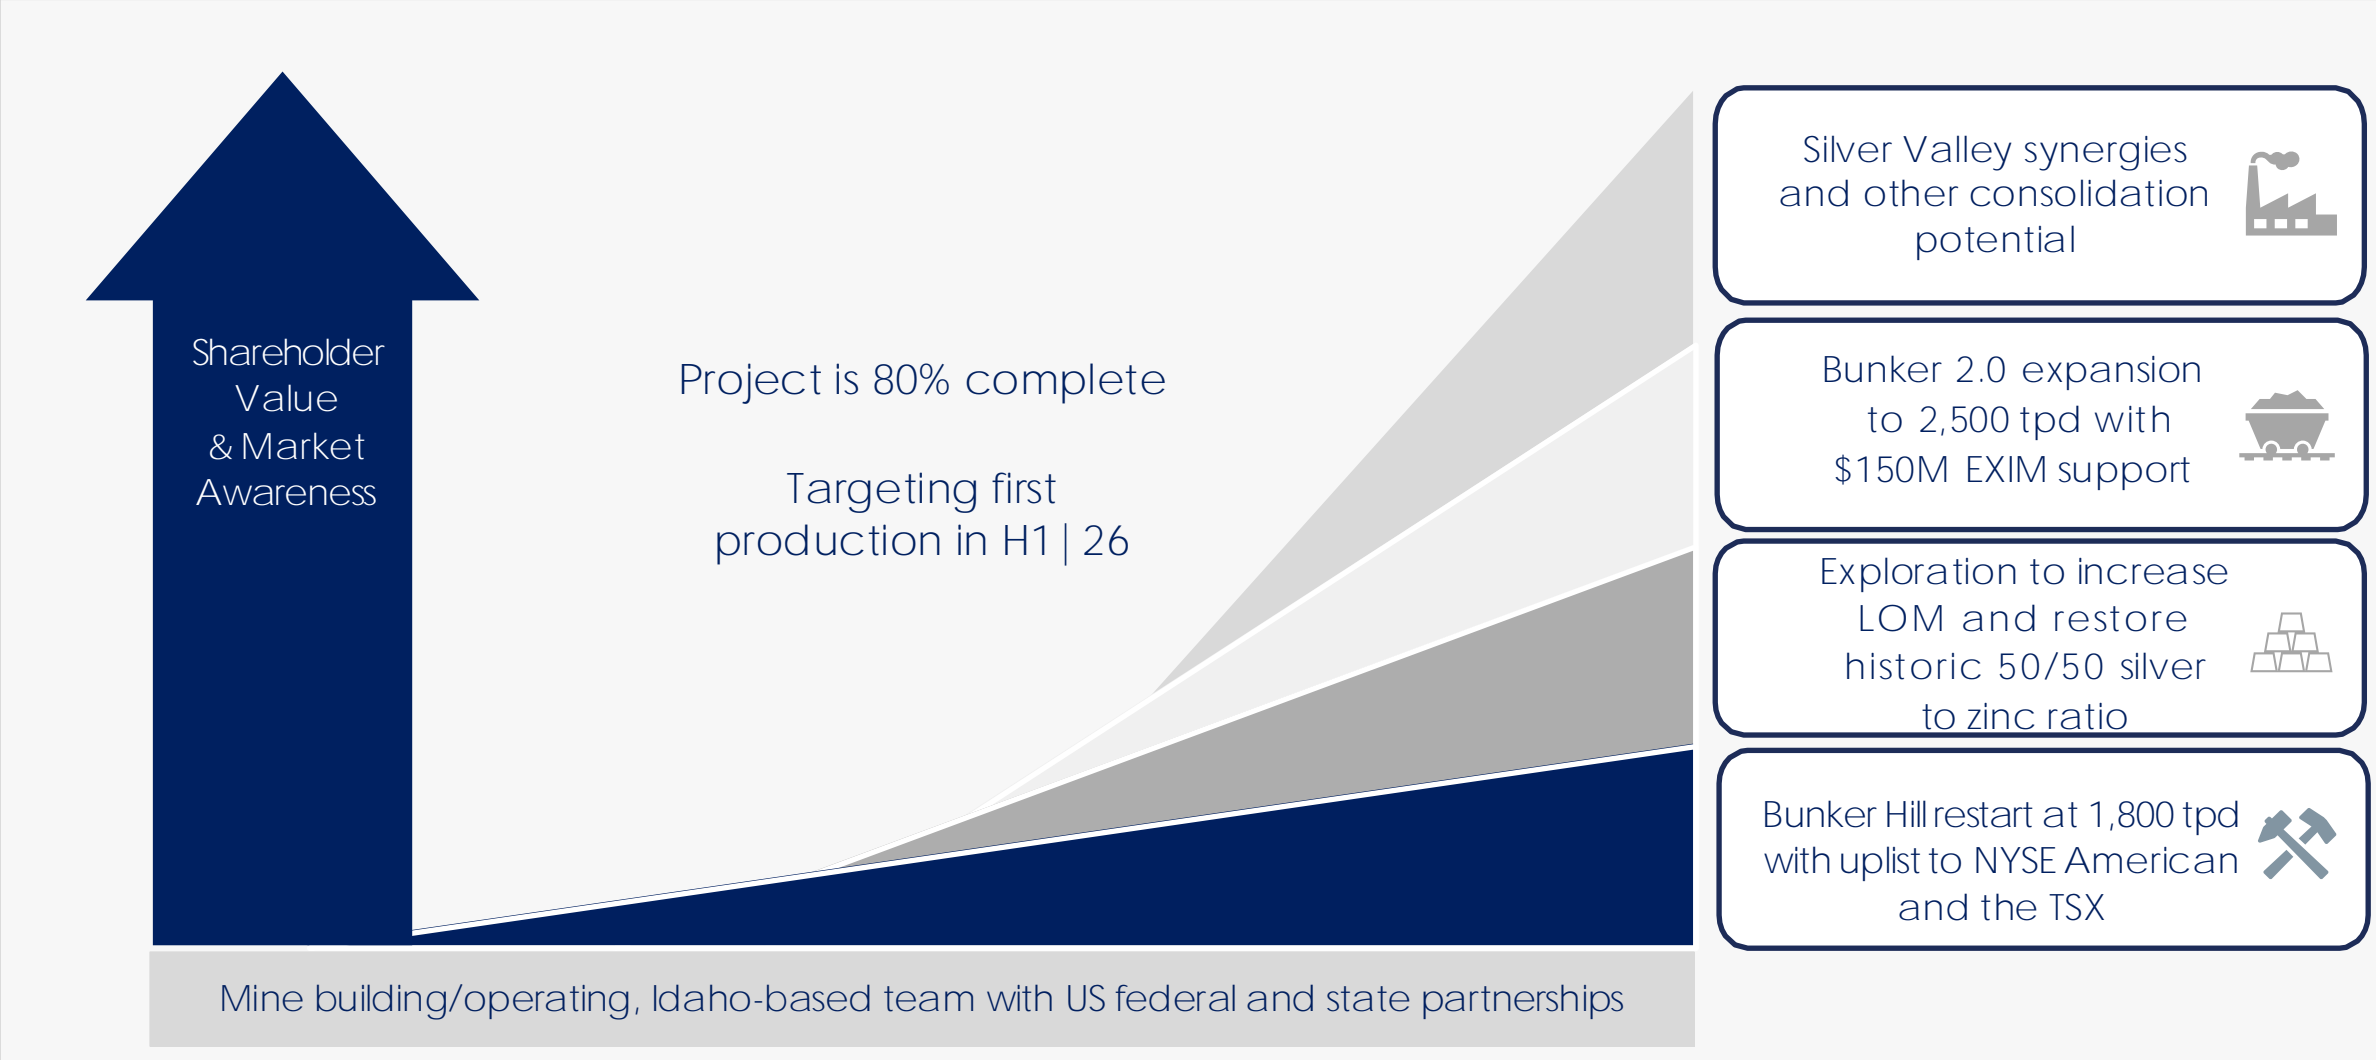 Shareholder
Value
& Market
Awareness
Project is 80% complete
Targeting first
production in H1 | 26
Silver Valley synergies
and other consolidation
potential
Bunker 2.0 expansion
to 2,500 tpd with
$150M EXIM support
Exploration to increase
LOM and restore
historic 50/50 silver
to zinc ratio
Bunker Hill restart at 1,800 tpd
with uplist to NYSE American
and the TSX
Mine building/operating, Idaho-based team with US federal and state partnerships